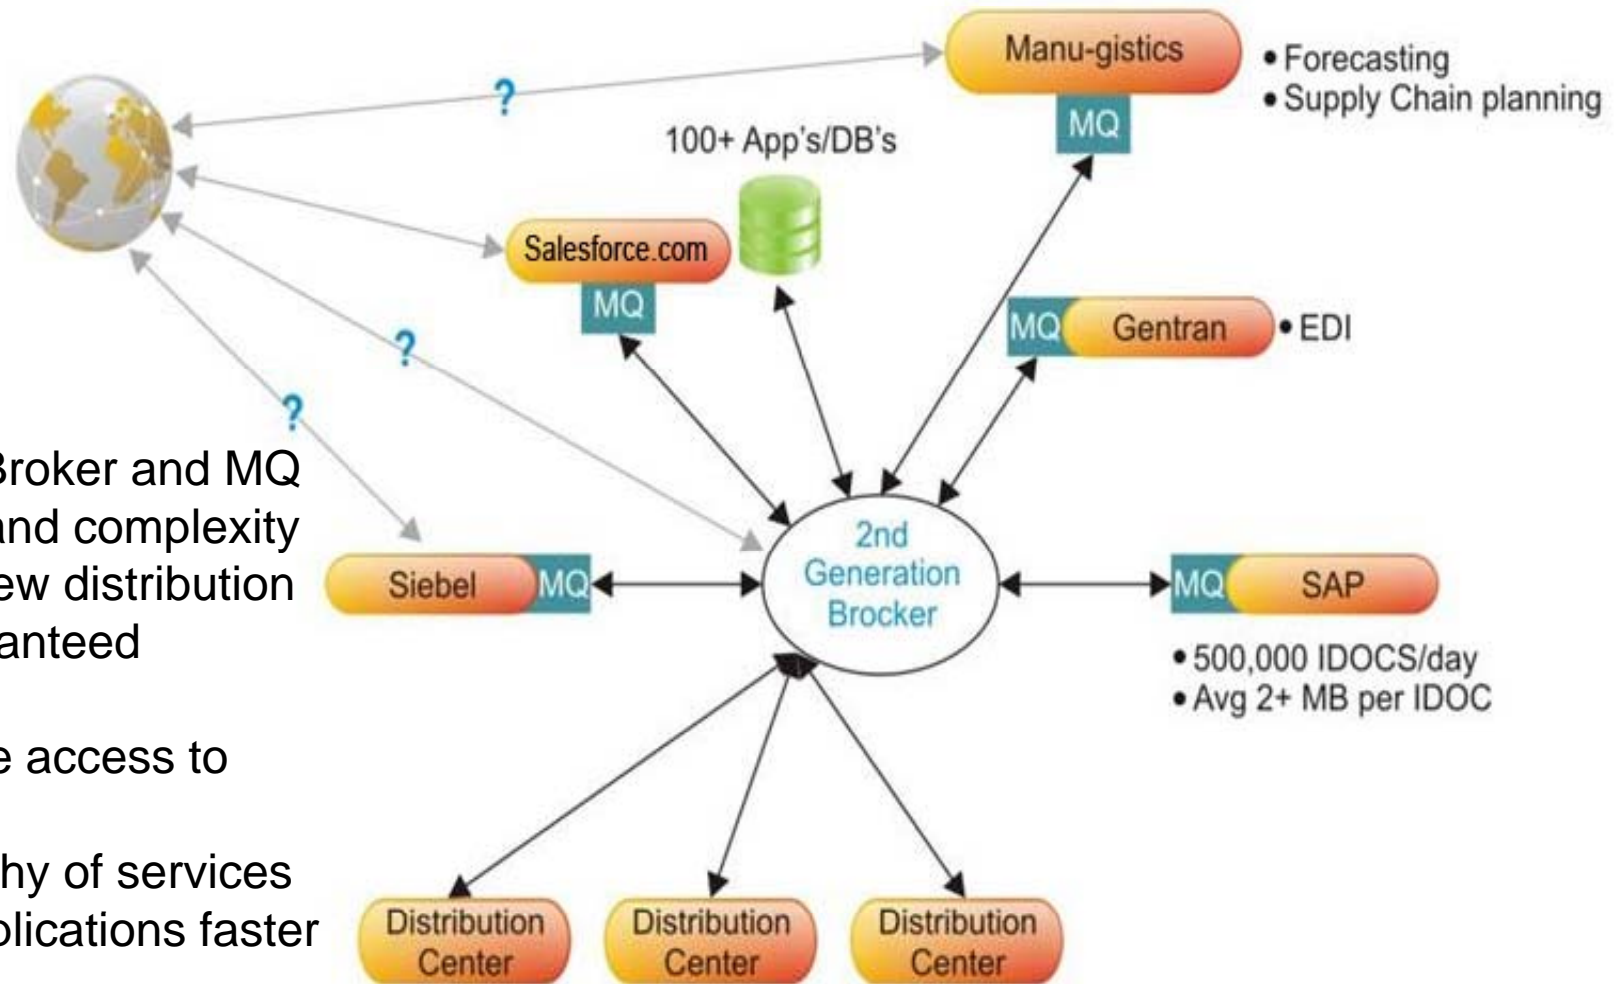 Manu-gistics
MQ
• Forecasting
• Supply Chain planning
?
100+ App's/DB's
Salesforce.com
MQ
MQ
Gentran
• EDI
?
?
Broker and MQ
and complexity
ew distribution
ranteed
e access to
hy of services
plications faster
2nd
Generation
Brocker
Siebel
MQ
MQ
SAP
• 500,000 IDOCS/day
• Avg 2+ MB per IDOC
Distribution
Center
Distribution
Center
Distribution
Center